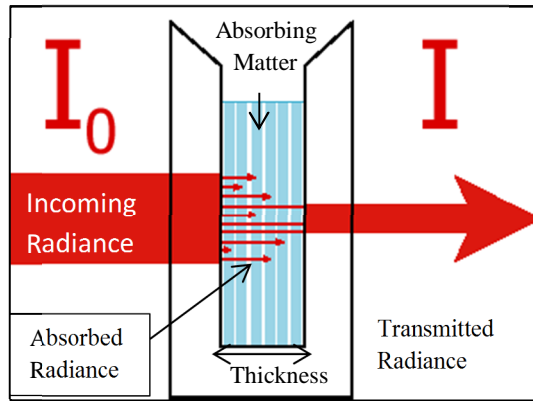 Absorbing
Matter
I0
I
Incoming
Radiance
Absorbed
Radiance
Thickness
Transmitted
Radiance